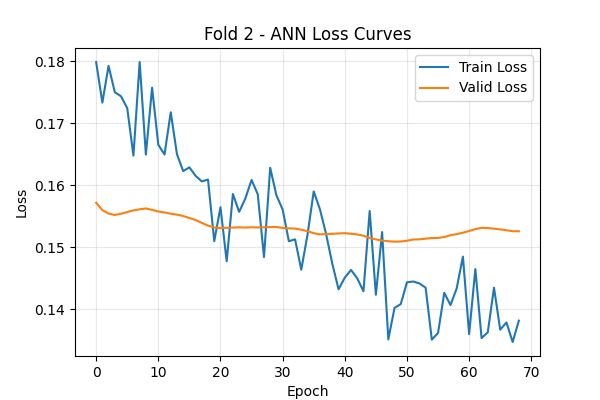 Fold 2 - ANN Loss Curves
Train Loss
Valid Loss
Loss
0.18
0.17
0.16
0.15
0.14
0 10 20 30 40 50 60 70
Epoch